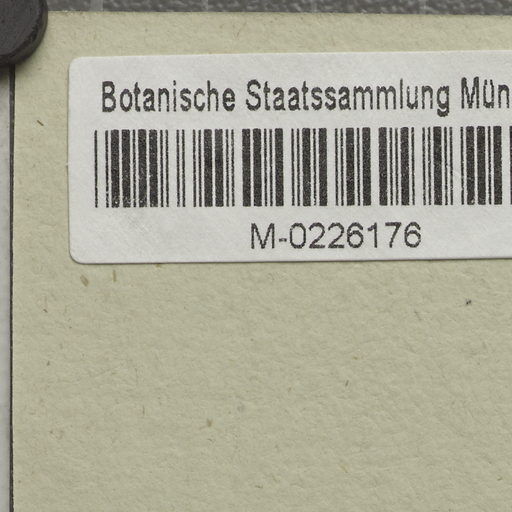 Botanische Staatssammlung Mün
M-0226176